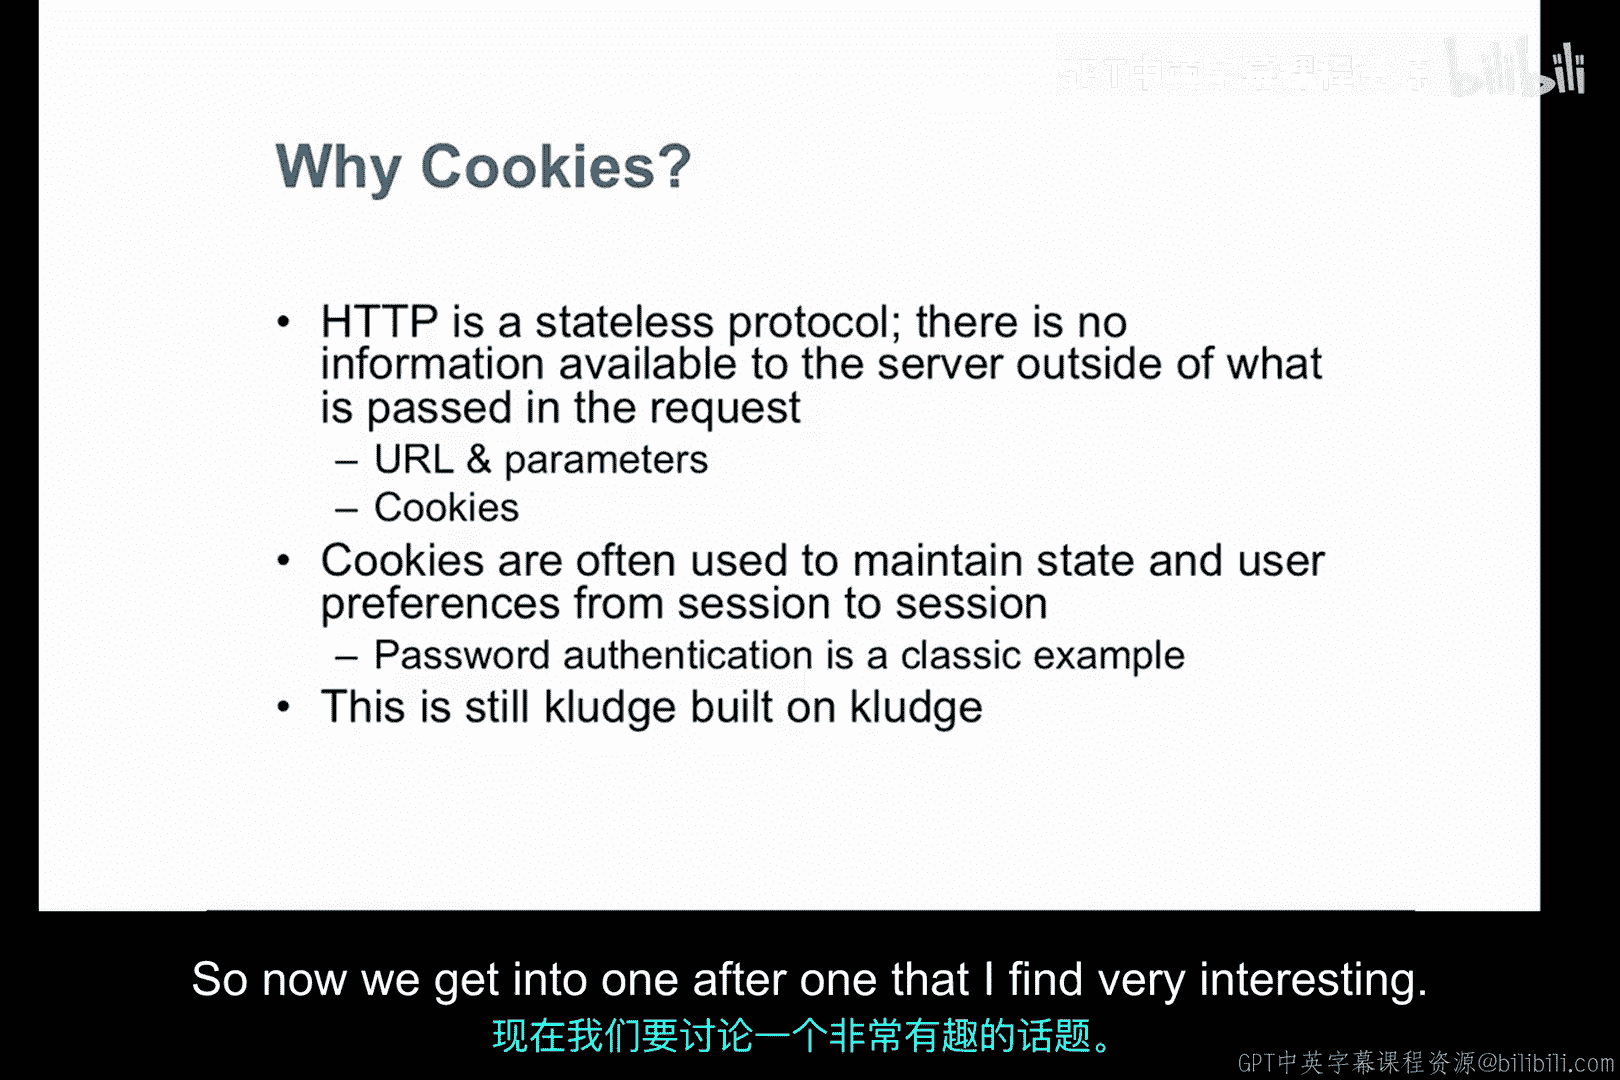 bilibili
Why Cookies?
• HTTP is a stateless protocol; there is no
information available to the server outside of what
is passed in the request
– URL & parameters
– Cookies
• Cookies are often used to maintain state and user
preferences from session to session
– Password authentication is a classic example
• This is still kludge built on kludge
So now we get into one after one that I find very interesting.
现在我们要讨论一个非常有趣的话题。
GPT中英字幕课程资源@bilibili.com